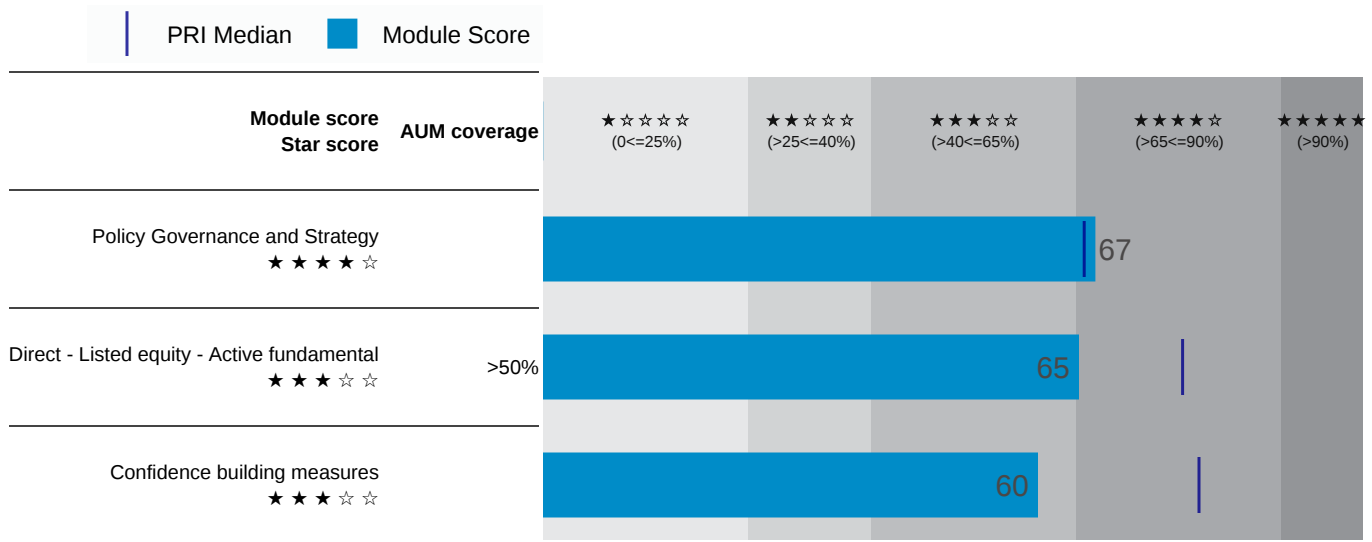 PRI Median
Module Score
Module score
Star score
AUM coverage
★☆☆☆☆
(0<=25%)
★★☆☆☆
(>25<=40%)
★★★☆☆
(>40<=65%)
★★★★☆
(>65<=90%)
★★★★★
(>90%)
Policy Governance and Strategy
★★★★☆
67
Direct - Listed equity - Active fundamental
★★★☆☆
>50%
65
Confidence building measures
★★★☆☆
60